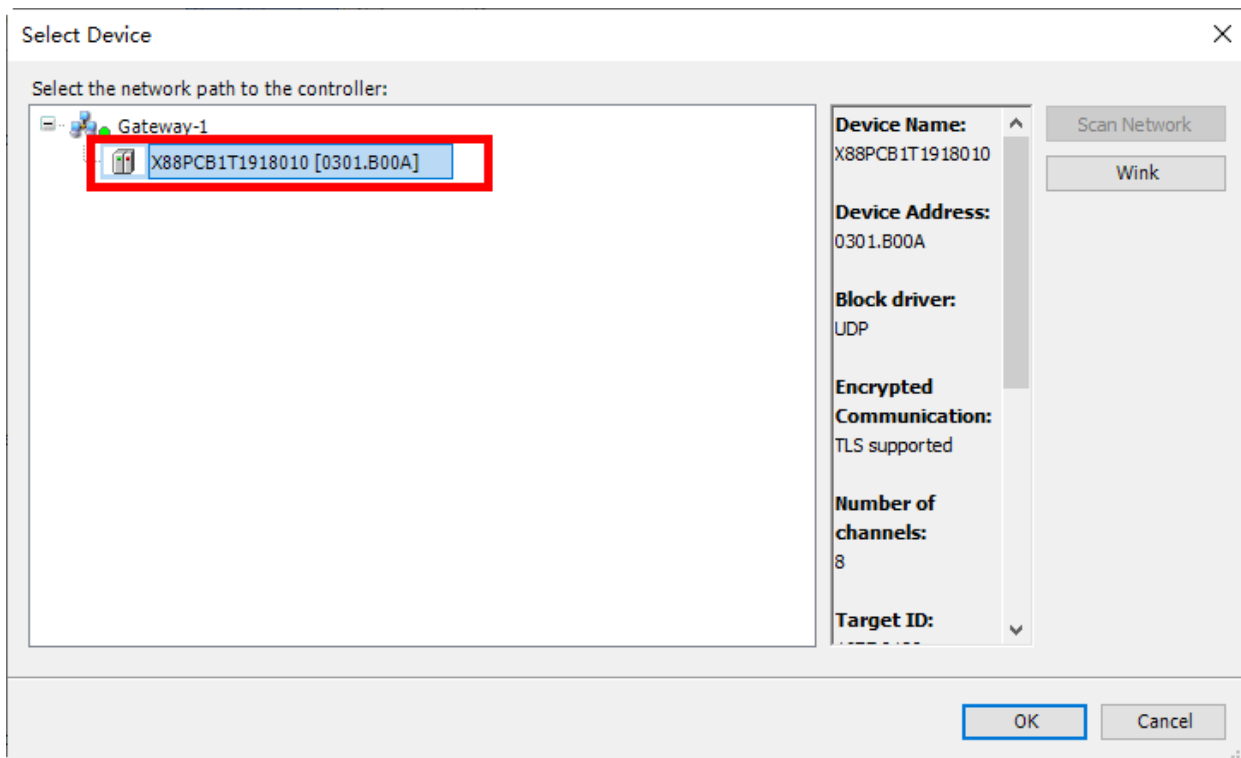 Select Device
Select the network path to the controller:
Gateway-1
X88PCB1T1918010 [0301.B00A]
Device Name:
X88PCB1T1918010
Device Address:
0301.B00A
Block driver:
UDP
Encrypted
Communication:
TLS supported
Number of
channels:
8
Target ID:
Scan Network
Wink
OK
Cancel